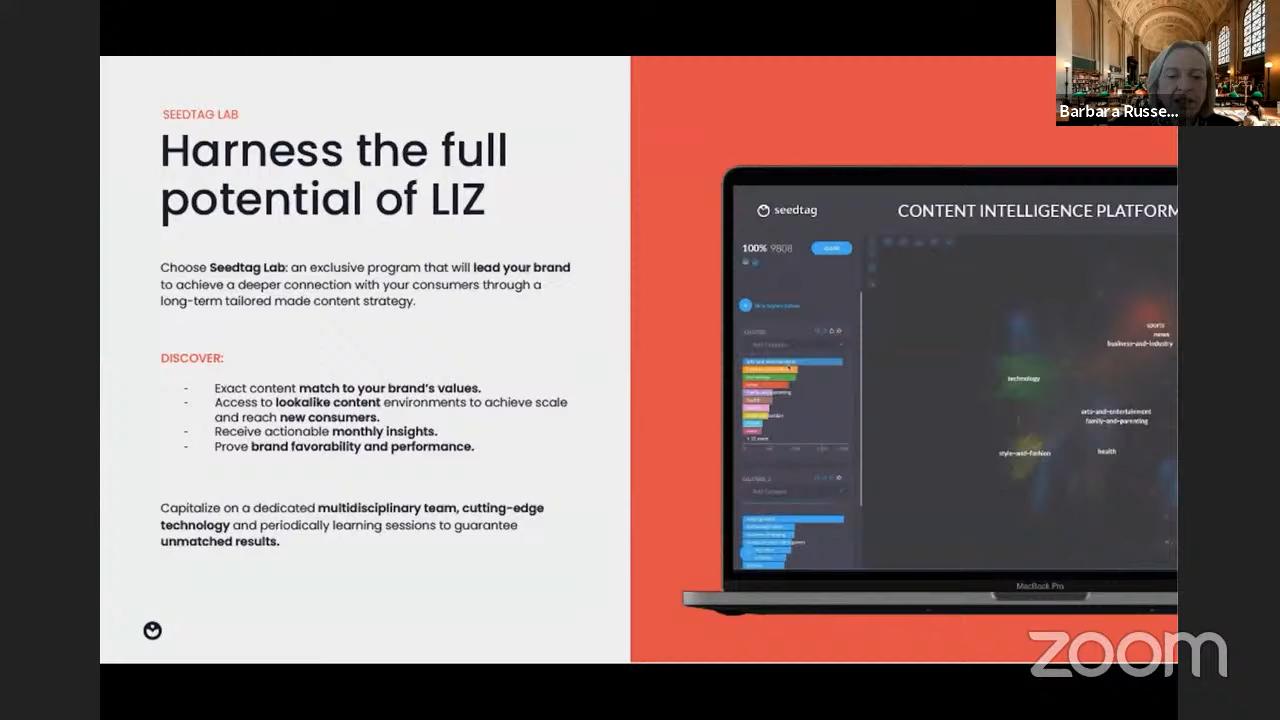 SEEDTAG LAB
Harness the full
potential of LIZ
Choose Seedtag Lab: an exclusive program that will lead your brand
to achieve a deeper connection with your consumers through a
long-term tailored made content strategy.
DISCOVER:
- Exact content match to your brand's values.
- Access to lookalike content environments to achieve scale
and reach new consumers.
- Receive actionable monthly insights.
- Prove brand favorability and performance.
Capitalize on a dedicated multidisciplinary team, cutting-edge
technology and periodically learning sessions to guarantee
unmatched results.
Barbara Russe...
seedtag
CONTENT INTELLIGENCE PLATFORM
100% 9808
sports
news
business-and-industry
technology
arts-and-entertainment
family-and-parenting
style-and-fashion
health
MacBook Pro
zoom